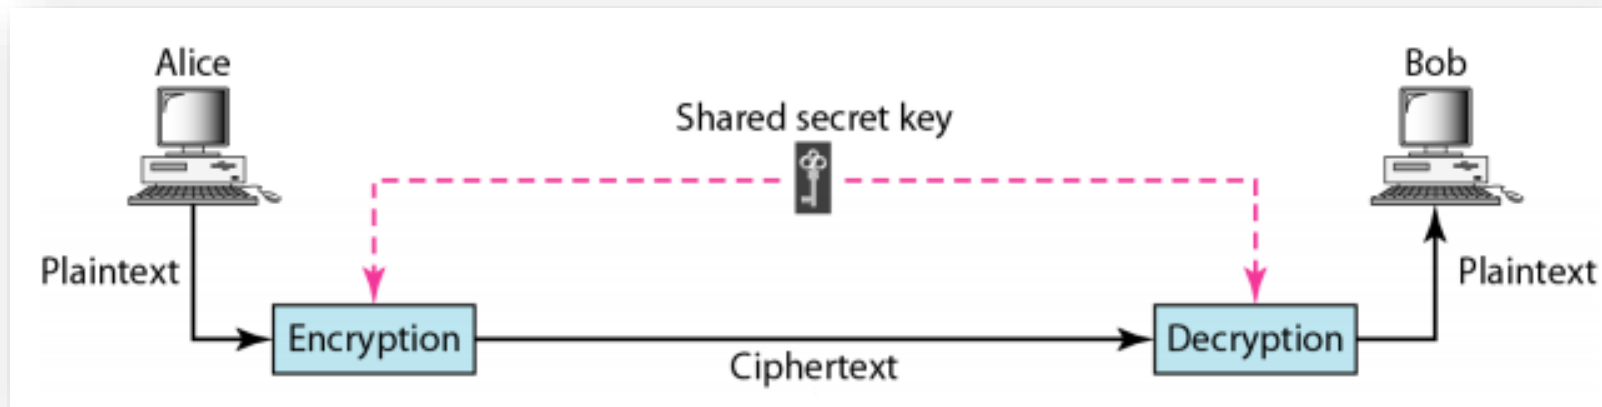 Alice
Bob
Shared secret key
Plaintext
Plaintext
Encryption
Decryption
Ciphertext